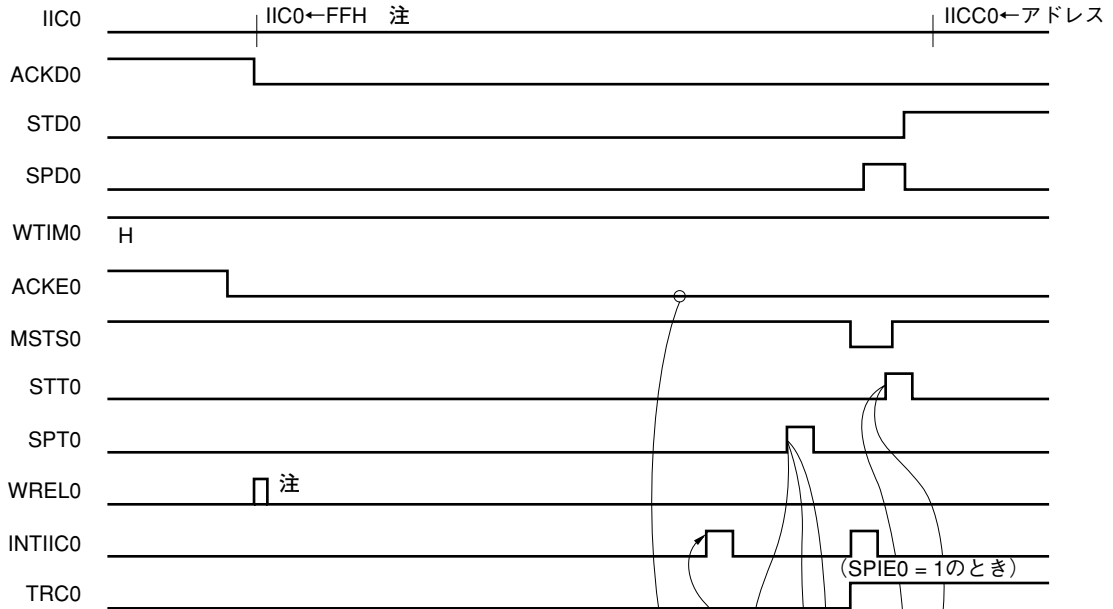 IIC0 IIC0←FFH 注 IICC0←アドレス
ACKD0
STD0
SPD0
WTIM0 H
ACKE0
MSTS0
STT0
SPT0
WREL0 注
INTIIC0
(SPIE0 = 1のとき)
TRC0